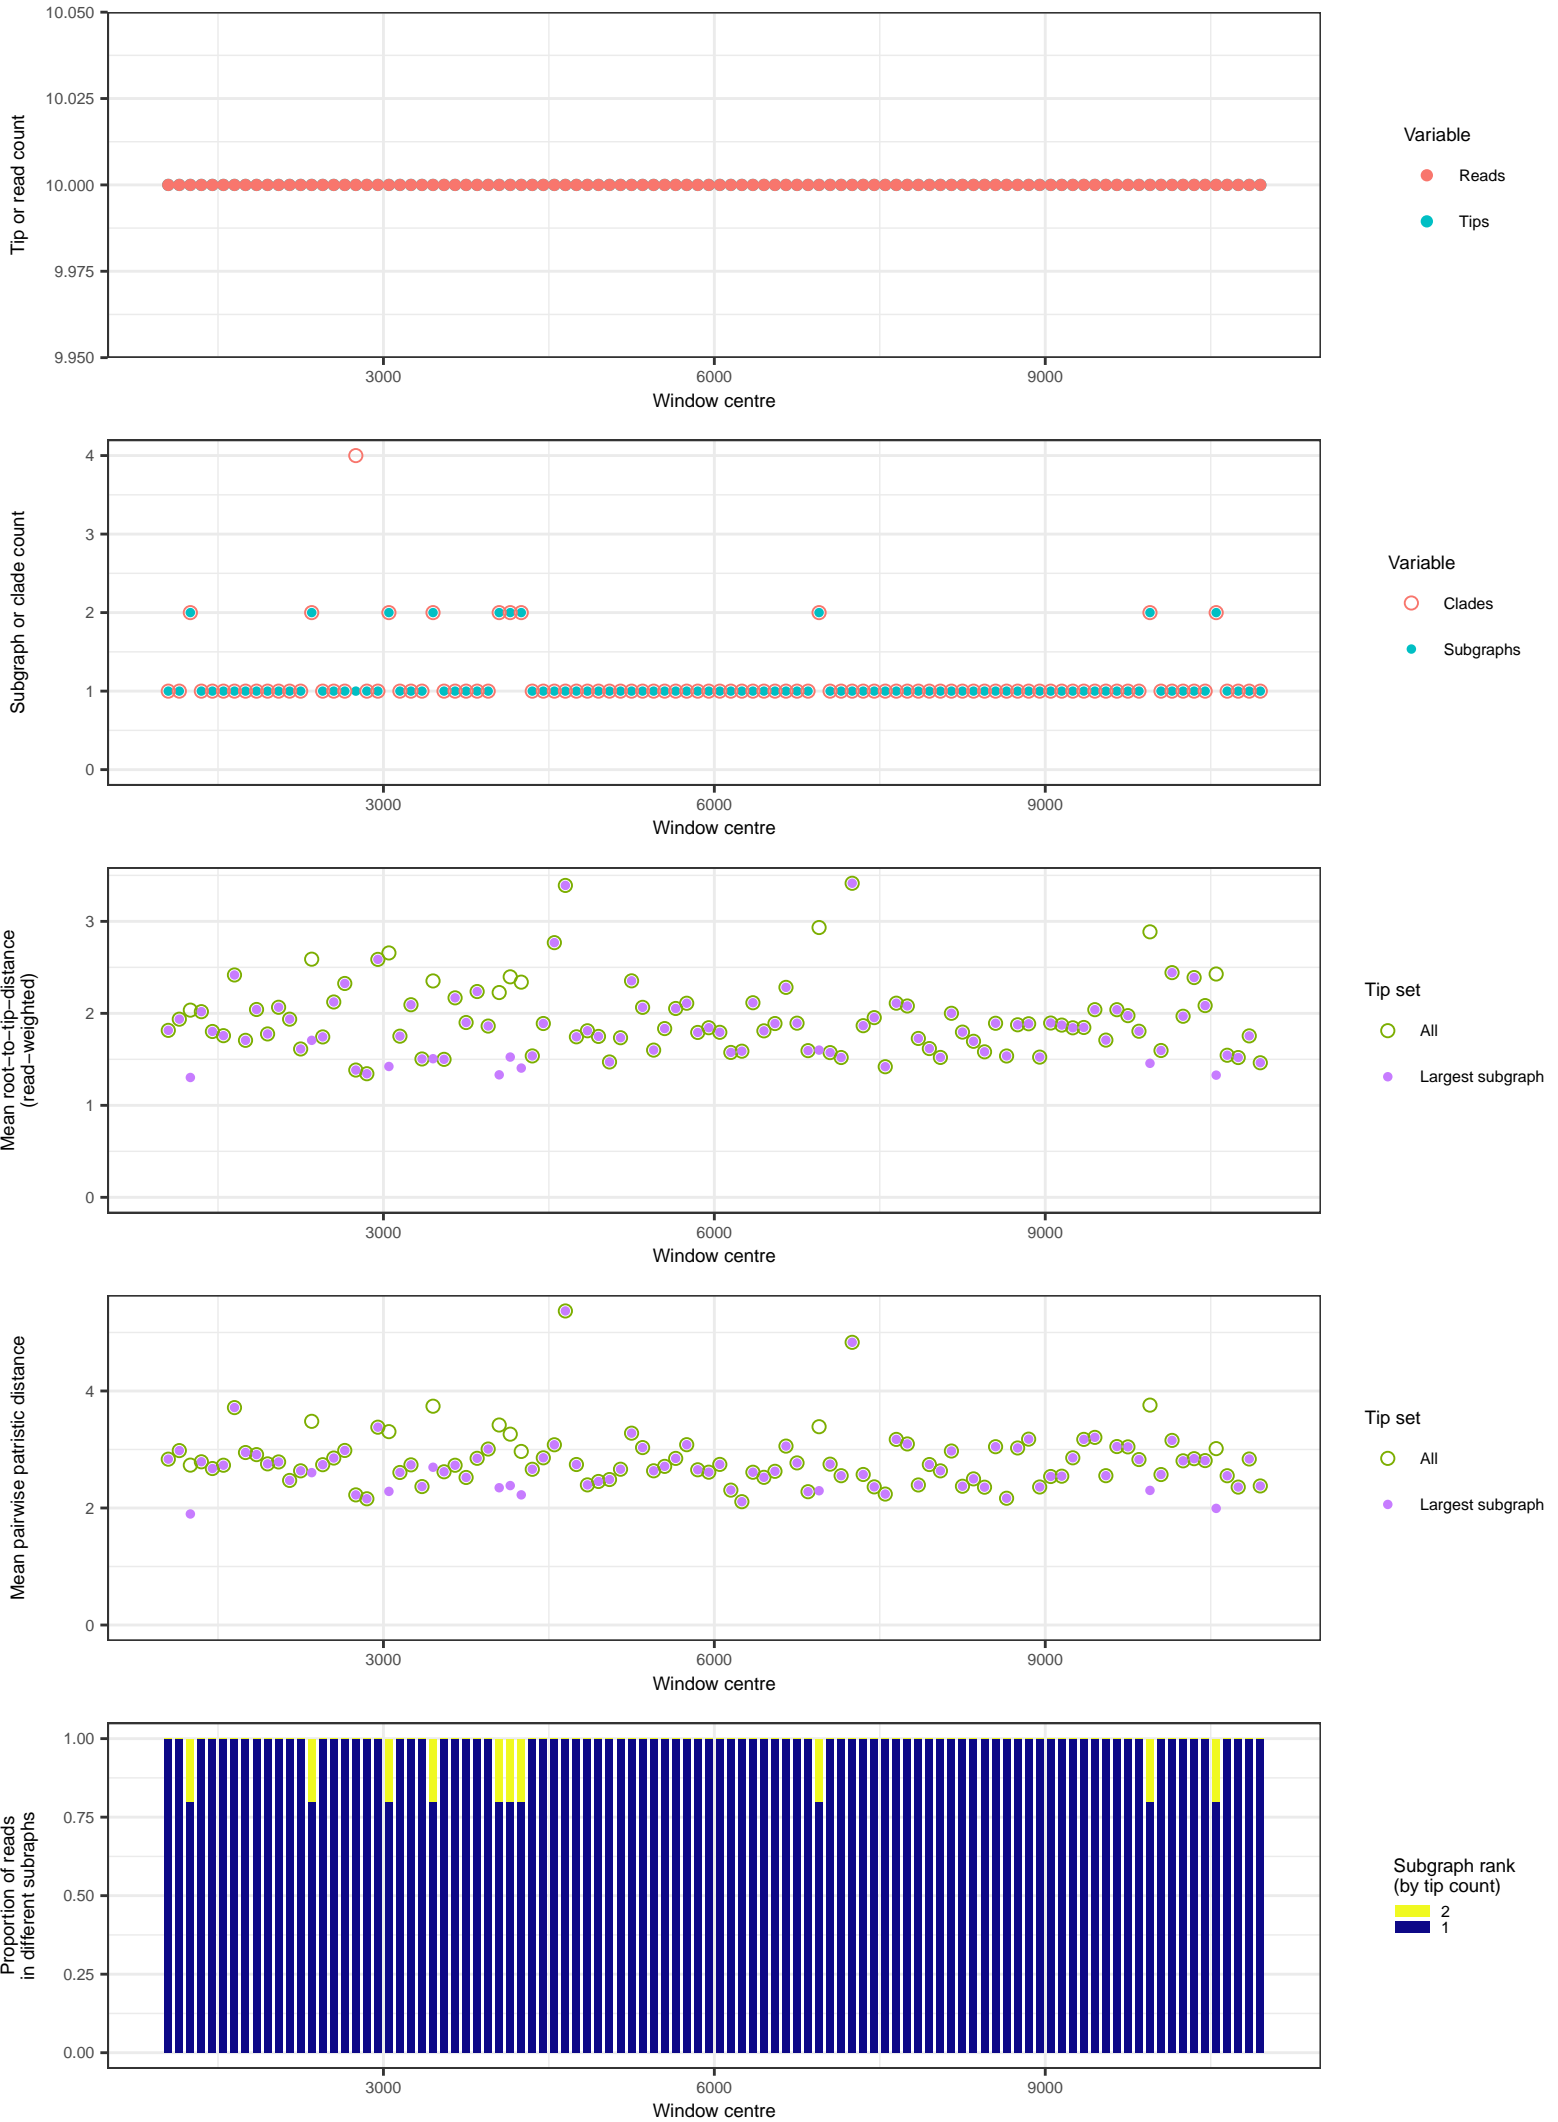 10.050
10.025
10.000
9.975
9.950
Tip or read count
3000
6000
9000
Window centre
Variable
Reads
Tips
4
3
2
1
0
Subgraph or clade count
3000
6000
9000
Window centre
Variable
Clades
Subgraphs
3
2
1
0
Mean root−to−tip−distance
(read−weighted)
3000
6000
9000
Window centre
Tip set
All
Largest subgraph
4
2
0
Mean pairwise patristic distance
3000
6000
9000
Window centre
Tip set
All
Largest subgraph
1.00
0.75
0.50
0.25
0.00
Proportion of reads
in different subraphs
3000
6000
9000
Window centre
Subgraph rank
(by tip count)
2
1